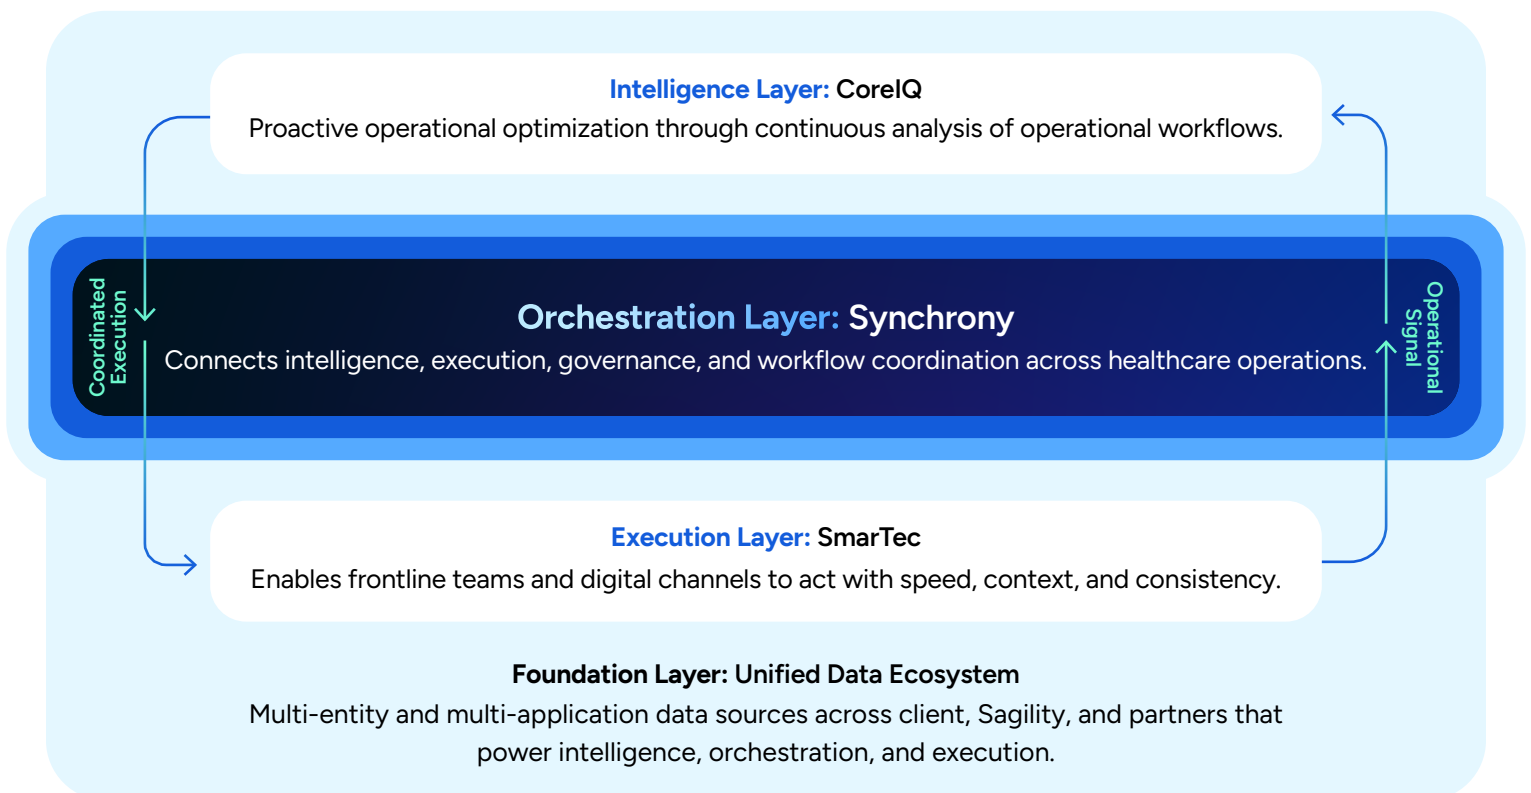 Intelligence Layer: CoreIQ
Proactive operational optimization through continuous analysis of operational workflows.
Coordinated
Execution
Orchestration Layer: Synchrony
Connects intelligence, execution, governance, and workflow coordination across healthcare operations.
Operational
Signal
Execution Layer: SmarTec
Enables frontline teams and digital channels to act with speed, context, and consistency.
Foundation Layer: Unified Data Ecosystem
Multi-entity and multi-application data sources across client, Sagility, and partners that
power intelligence, orchestration, and execution.